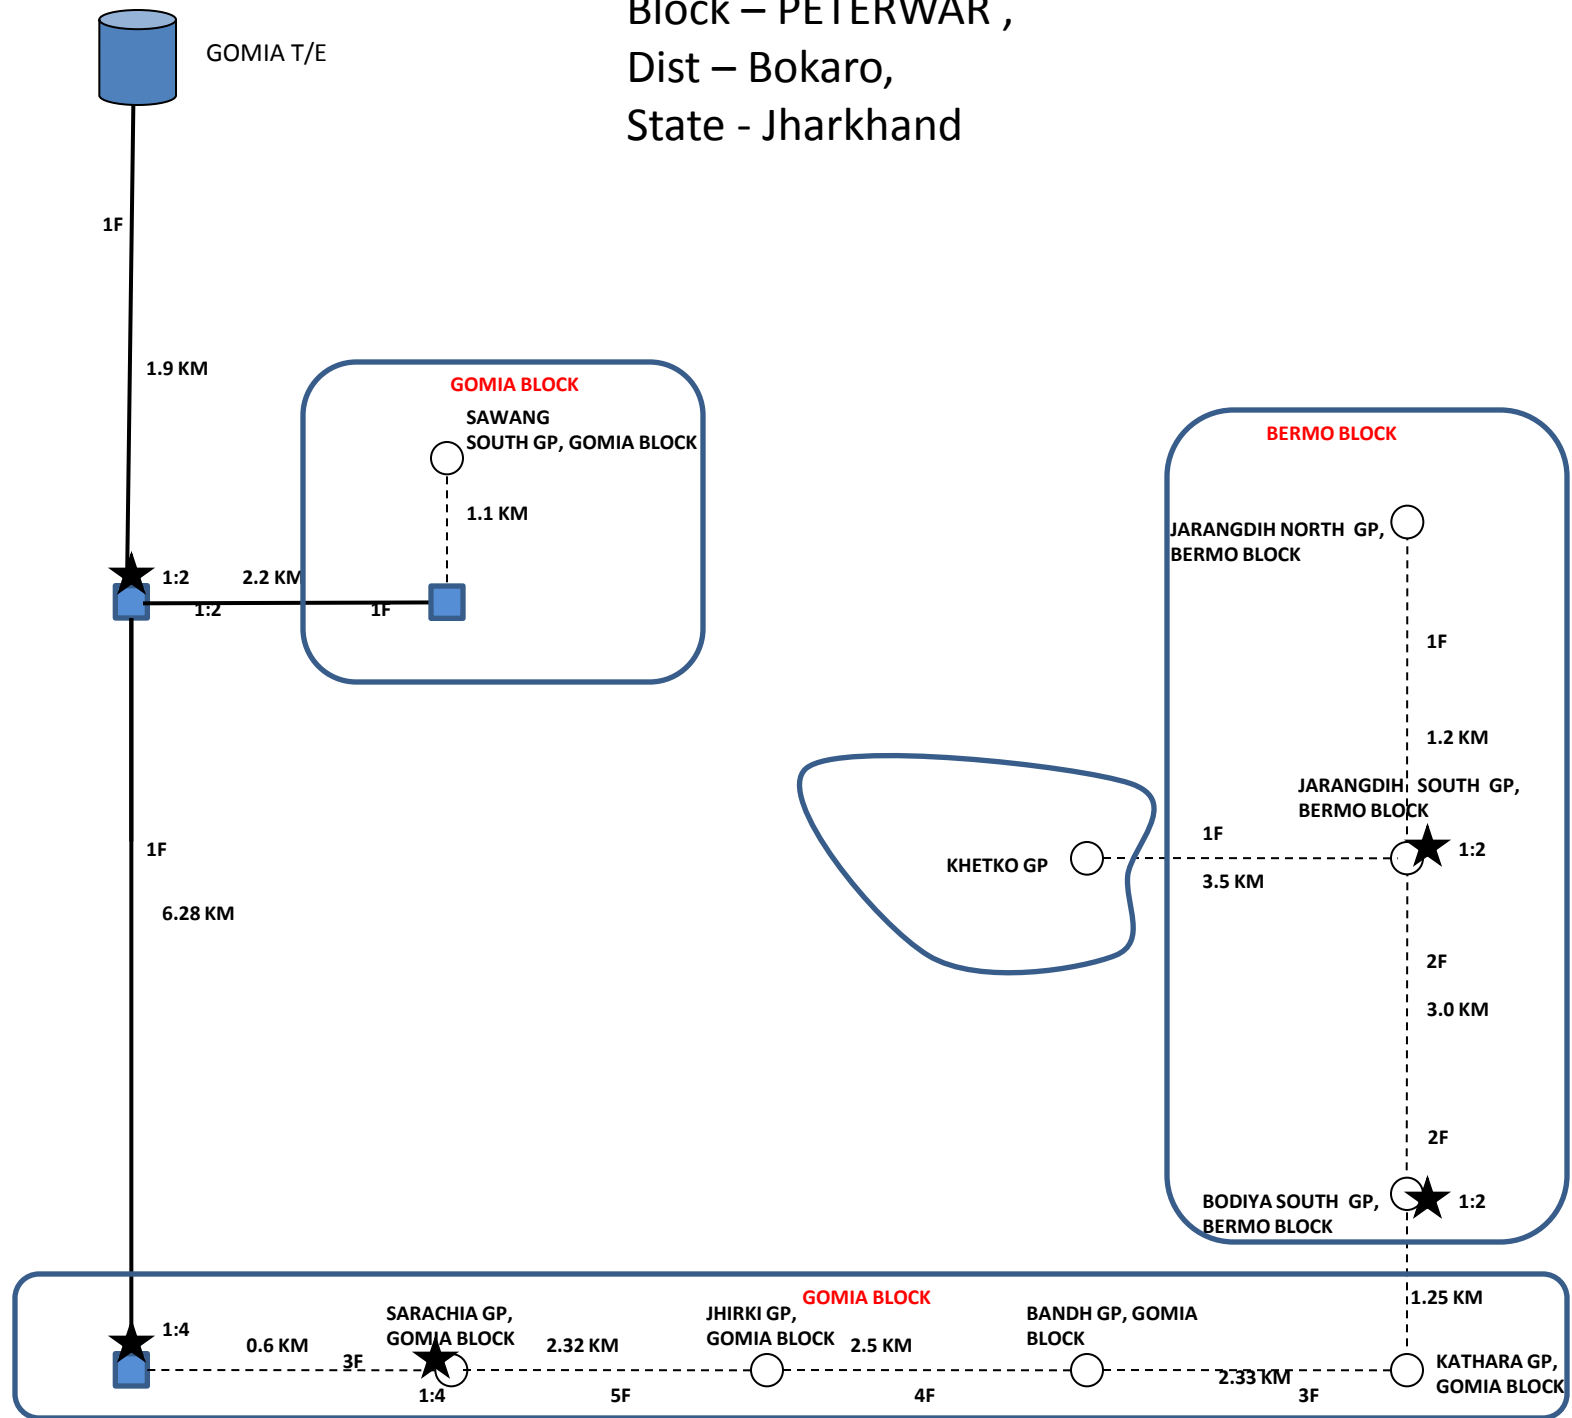 Block – PETERWAR ,
Dist – Bokaro,
State - Jharkhand
GOMIA T/E
1F
1.9 KM
GOMIA BLOCK
SAWANG
SOUTH GP, GOMIA BLOCK
1.1 KM
1:2
2.2 KM
1:2
1F
BERMO BLOCK
JARANGDIH NORTH GP,
BERMO BLOCK
1F
1.2 KM
JARANGDIH SOUTH GP,
BERMO BLOCK
1:2
1F
KHETKO GP
3.5 KM
1F
6.28 KM
2F
3.0 KM
2F
BODIYA SOUTH GP,
BERMO BLOCK
1:2
GOMIA BLOCK
1.25 KM
1:4
0.6 KM
3F
SARACHIA GP,
GOMIA BLOCK
1:4
2.32 KM
5F
JHIRKI GP,
GOMIA BLOCK
2.5 KM
4F
BANDH GP, GOMIA
BLOCK
2.33 KM
3F
KATHARA GP,
GOMIA BLOCK